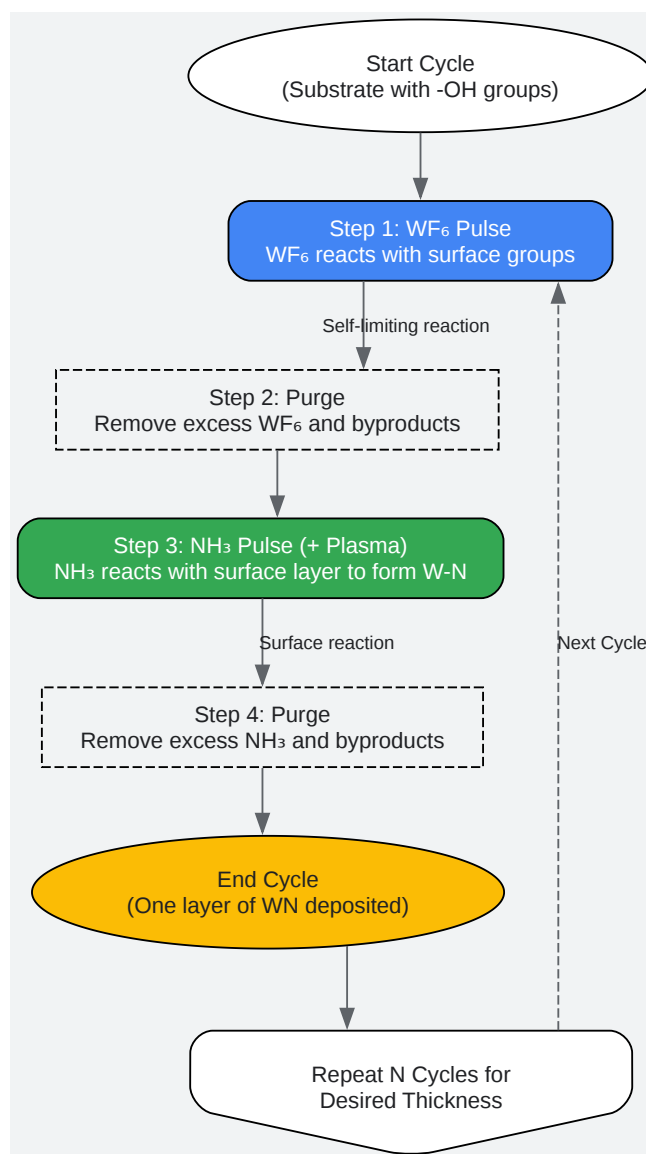 Start Cycle
(Substrate with -OH groups)
Step 1: WF₆ Pulse
WF₆ reacts with surface groups
Self-limiting reaction
Step 2: Purge
Remove excess WF₆ and byproducts
Step 3: NH₃ Pulse (+ Plasma)
NH₃ reacts with surface layer to form W-N
Surface reaction
Next Cycle
Step 4: Purge
Remove excess NH₃ and byproducts
End Cycle
(One layer of WN deposited)
Repeat N Cycles for
Desired Thickness